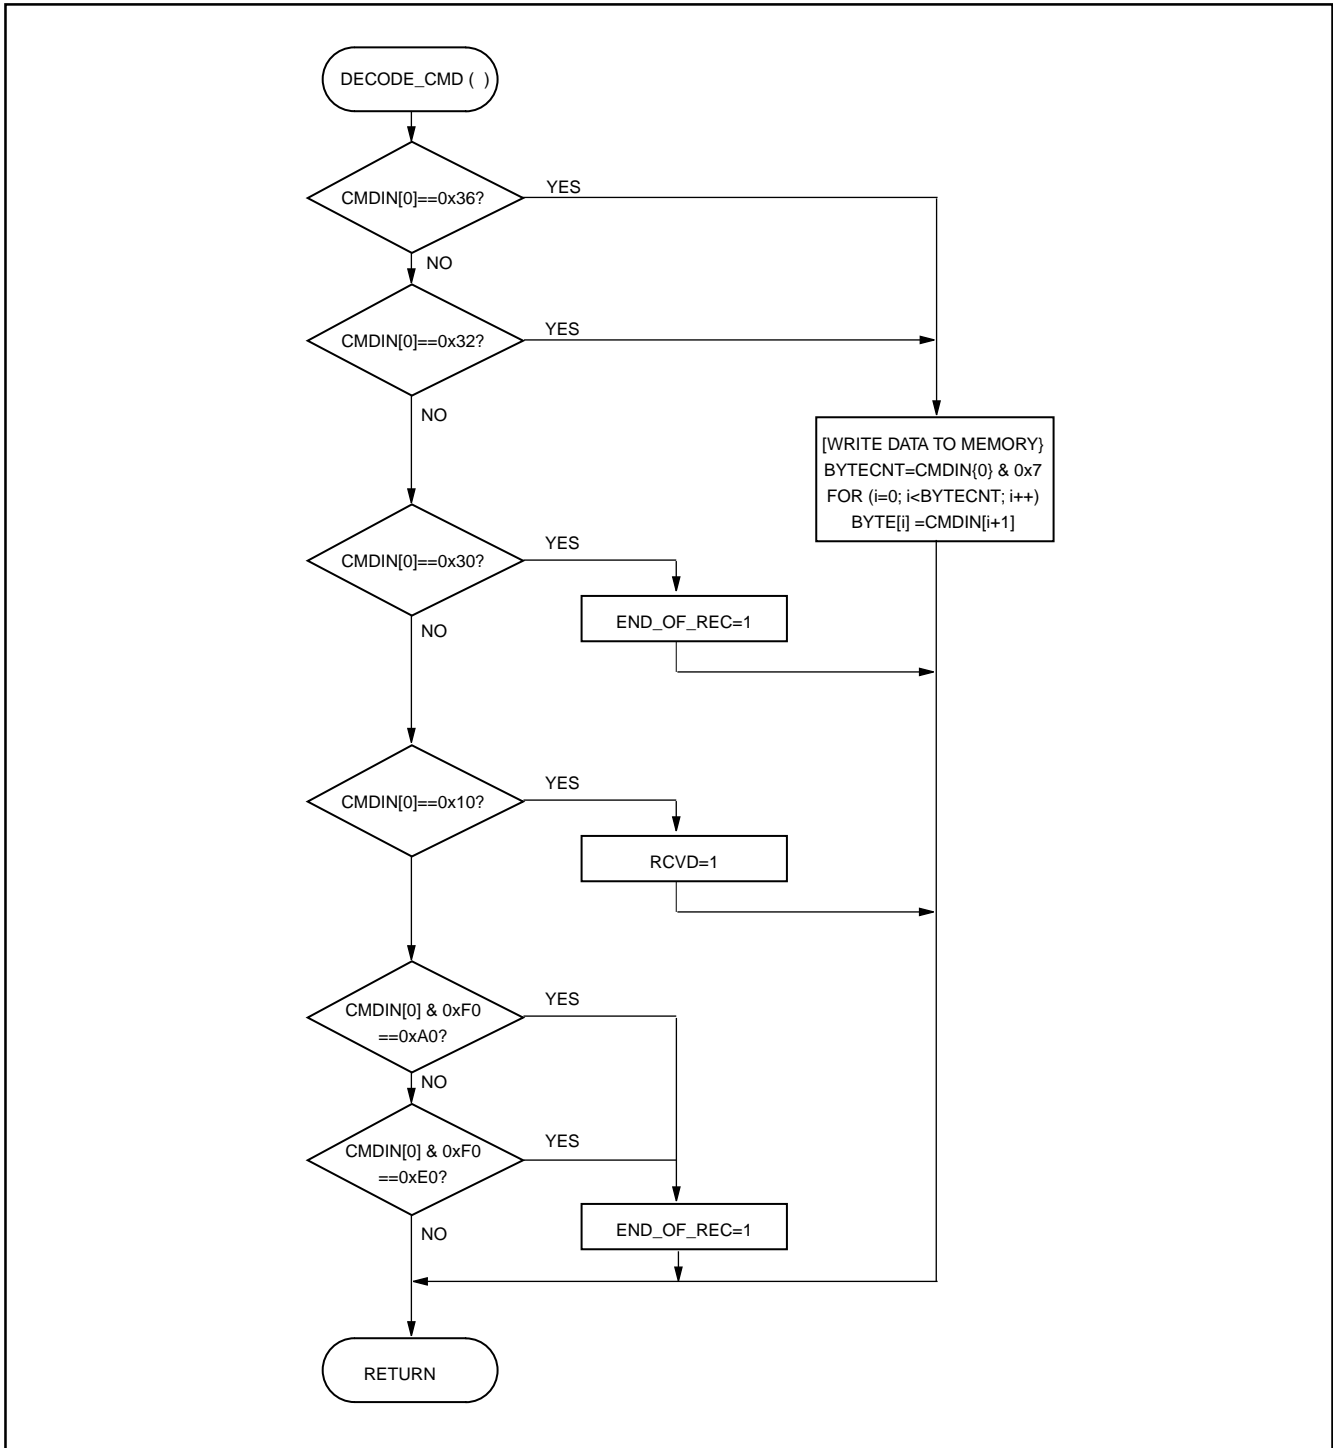 DECODE_CMD ( )
CMDIN[0]==0x36?
YES
NO
CMDIN[0]==0x32?
YES
NO
[WRITE DATA TO MEMORY}
BYTECNT=CMDIN{0} & 0x7
FOR (i=0; i<BYTECNT; i++)
BYTE[i] =CMDIN[i+1]
CMDIN[0]==0x30?
YES
END_OF_REC=1
NO
CMDIN[0]==0x10?
YES
RCVD=1
CMDIN[0] & 0xF0
==0xA0?
YES
NO
CMDIN[0] & 0xF0
==0xE0?
YES
END_OF_REC=1
NO
RETURN